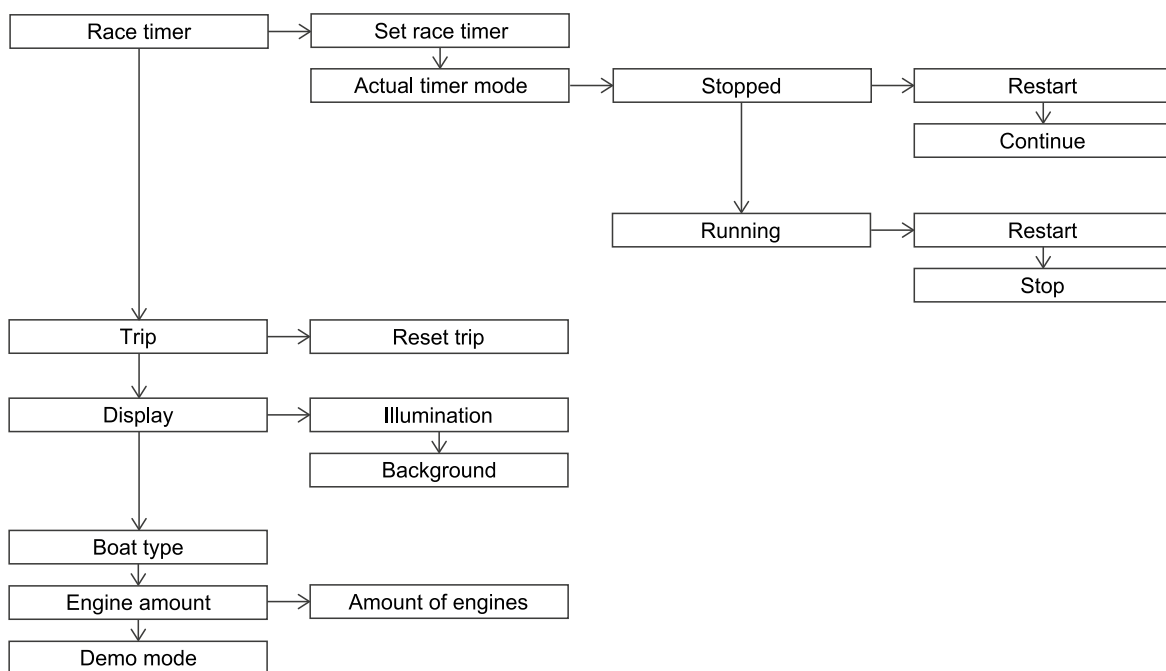 Race timer
Set race timer
Actual timer mode
Stopped
Restart
Continue
Running
Restart
Stop
Trip
Reset trip
Display
Illumination
Background
Boat type
Engine amount
Amount of engines
Demo mode